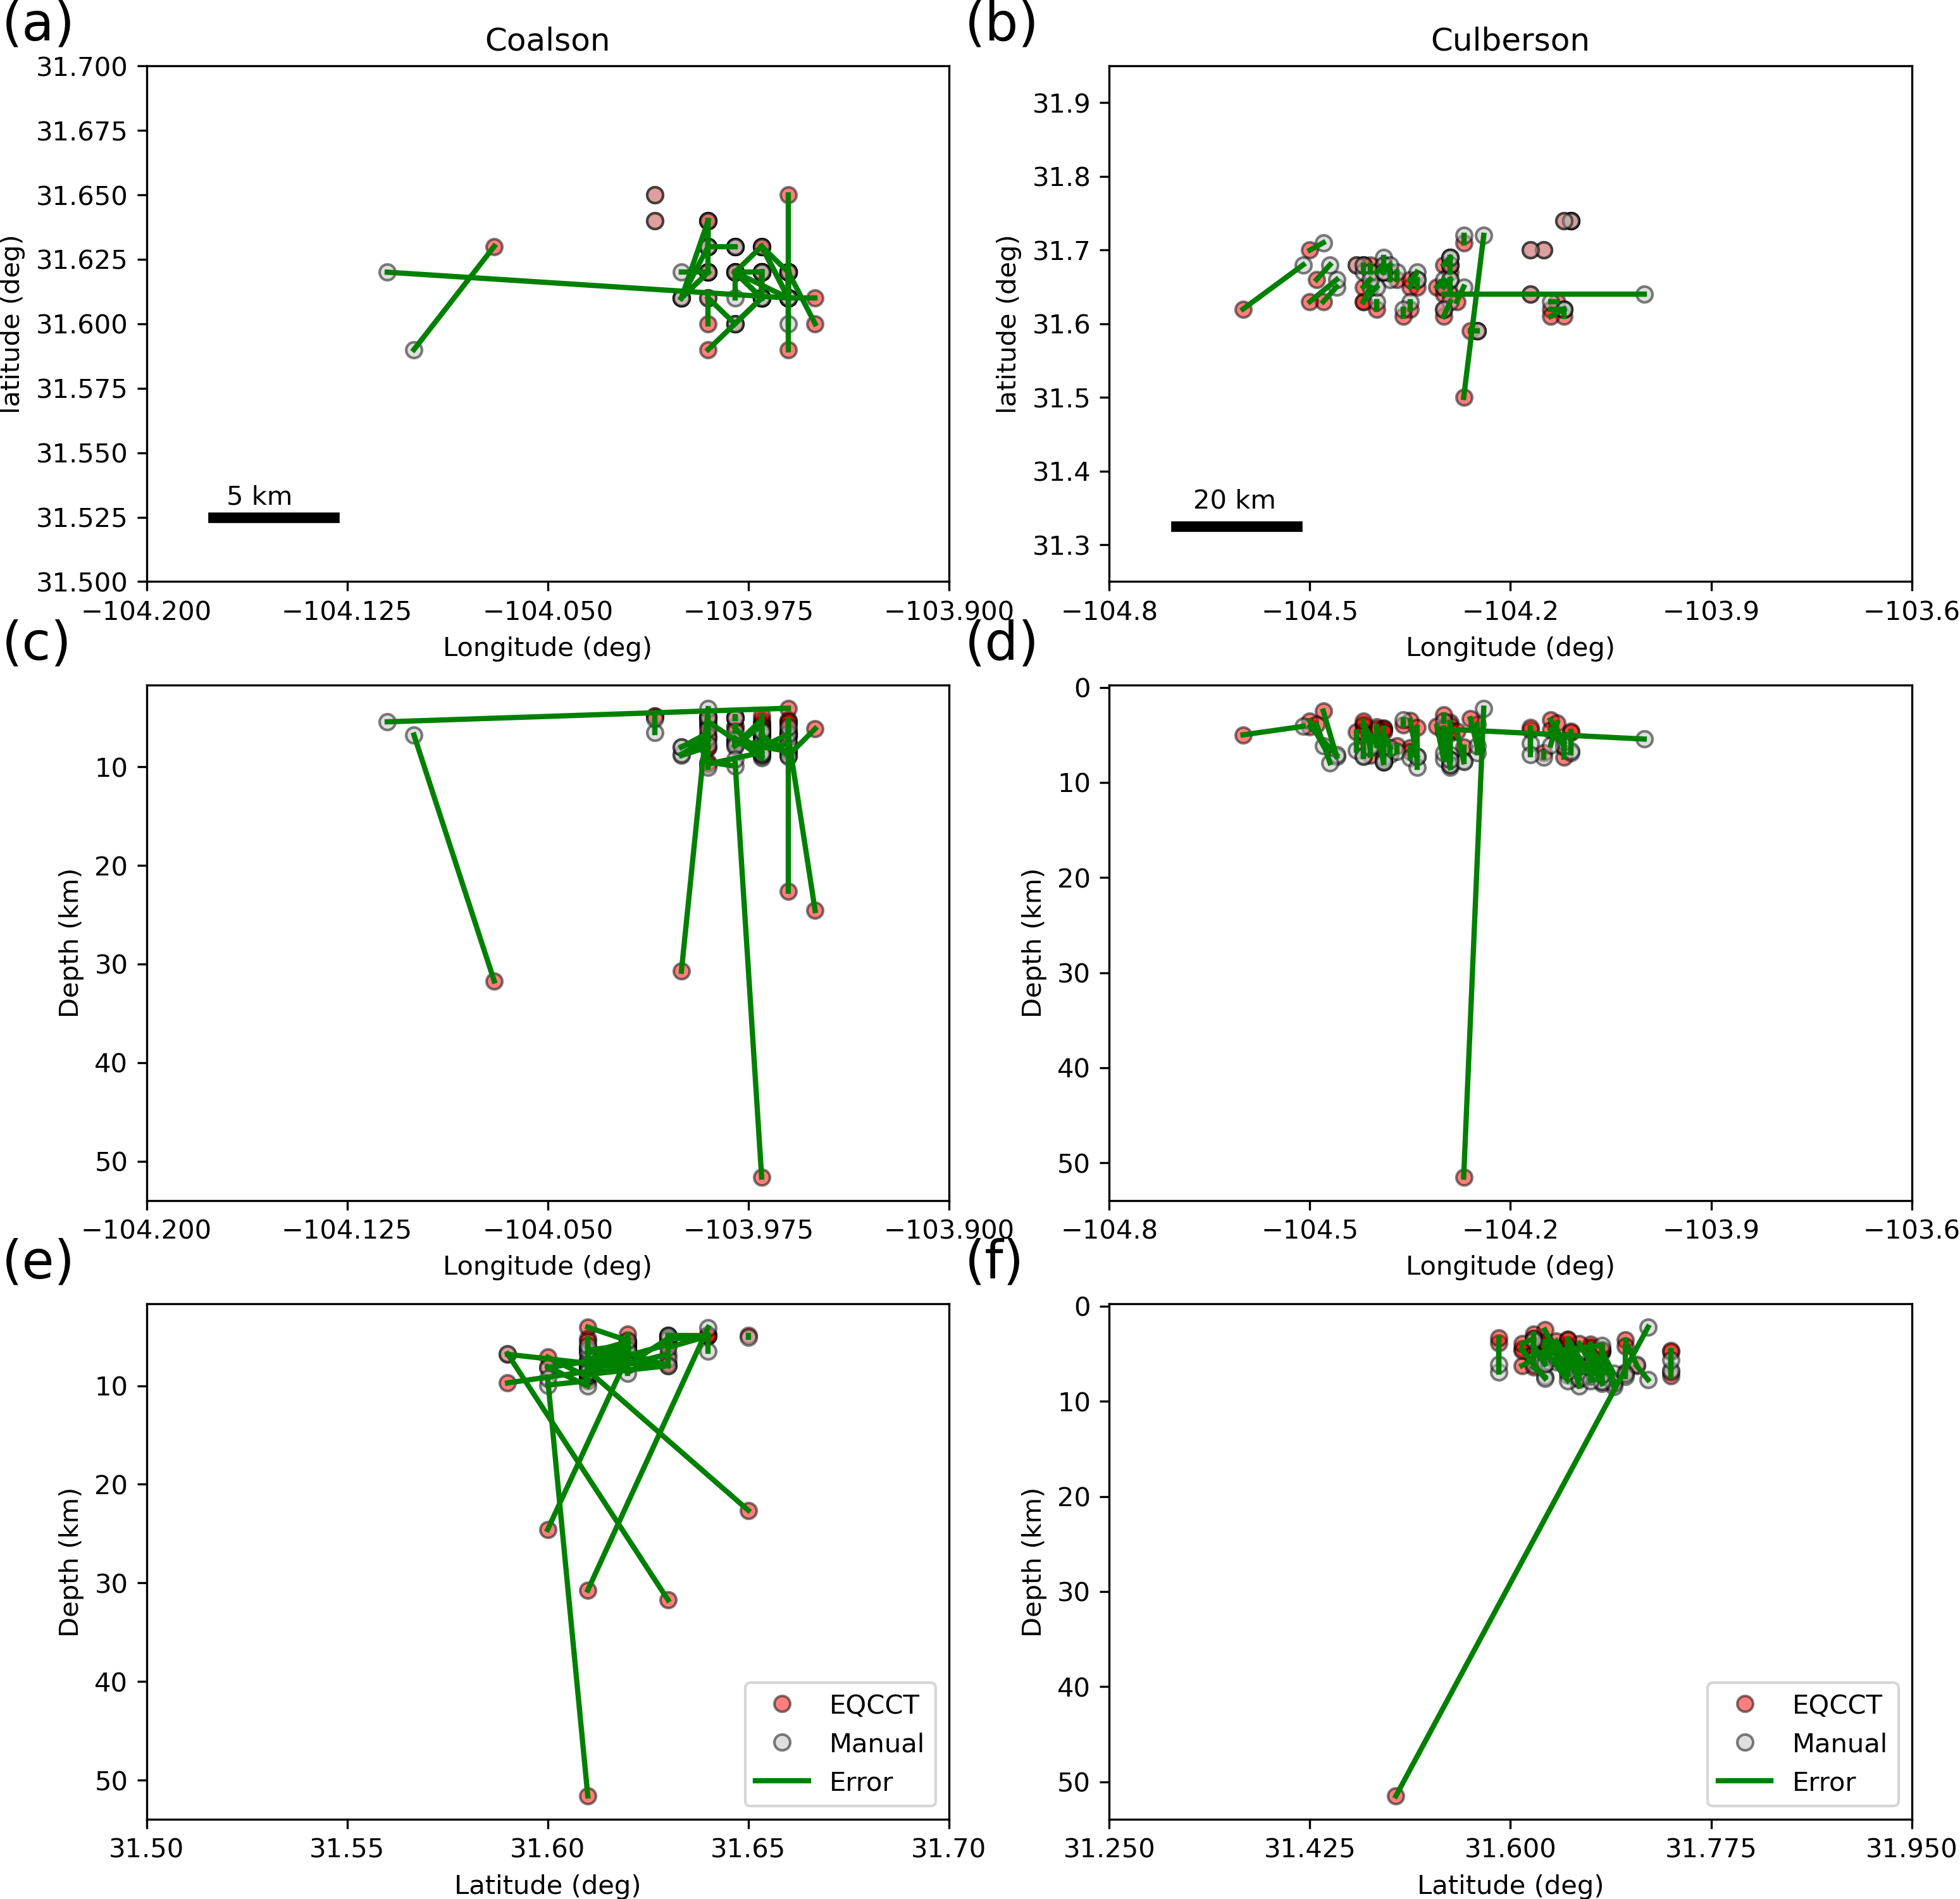 (a)
Coalson
31.700
31.675
31.650
31.625
31.600
31.575
31.550
31.525
31.500
latitude (deg)
5 km
−104.200 −104.125 −104.050 −103.975 −103.900
Longitude (deg)
(b)
Culberson
31.9
31.8
31.7
31.6
31.5
31.4
31.3
latitude (deg)
20 km
−104.8 −104.5 −104.2 −103.9 −103.6
Longitude (deg)
(c)
10
20
30
40
50
Depth (km)
−104.200 −104.125 −104.050 −103.975 −103.900
Longitude (deg)
(d)
0
10
20
30
40
50
Depth (km)
−104.8 −104.5 −104.2 −103.9 −103.6
Longitude (deg)
(e)
10
20
30
40
50
Depth (km)
EQCCT
Manual
Error
31.50 31.55 31.60 31.65 31.70
Latitude (deg)
(f)
0
10
20
30
40
50
Depth (km)
EQCCT
Manual
Error
31.250 31.425 31.600 31.775 31.950
Latitude (deg)